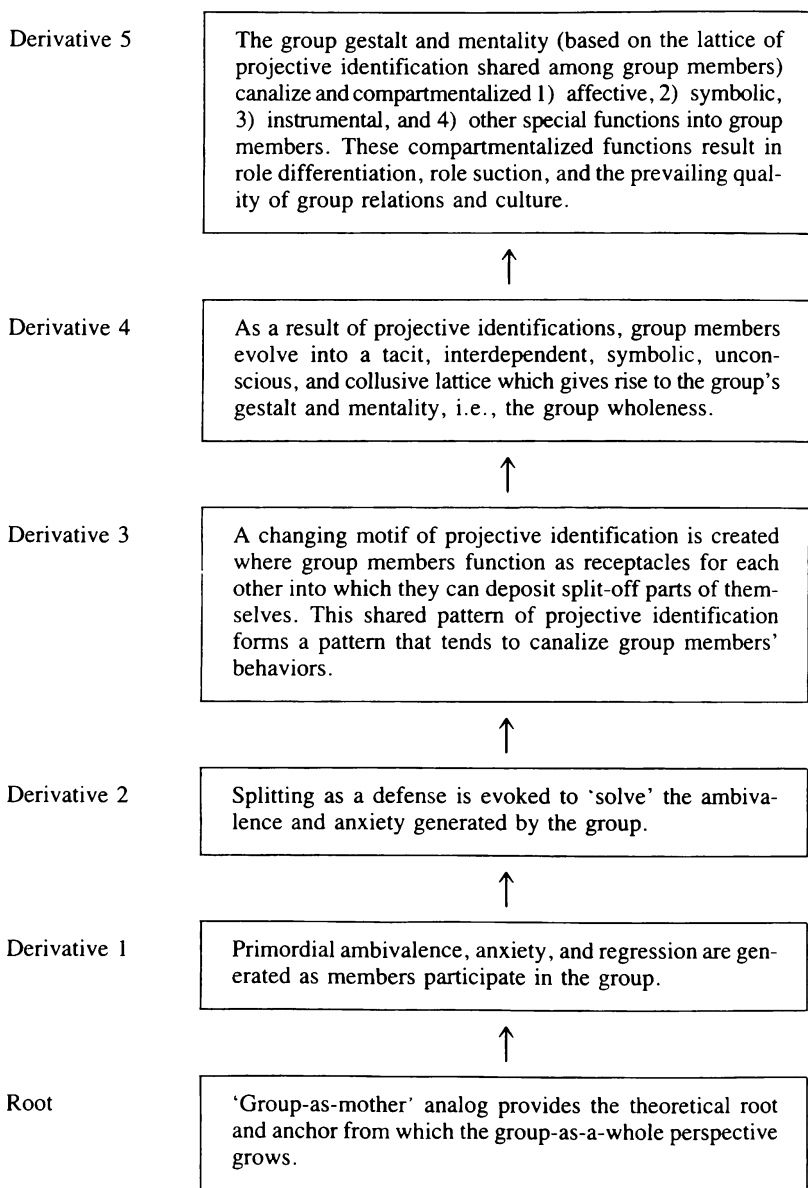 Derivative 5
The group gestalt and mentality (based on the lattice of
projective identification shared among group members)
canalize and compartmentalized 1) affective, 2) symbolic,
3) instrumental, and 4) other special functions into group
members. These compartmentalized functions result in
role differentiation, role suction, and the prevailing qual-
ity of group relations and culture.
Derivative 4
As a result of projective identifications, group members
evolve into a tacit, interdependent, symbolic, uncon-
scious, and collusive lattice which gives rise to the group's
gestalt and mentality, i.e., the group wholeness.
Derivative 3
A changing motif of projective identification is created
where group members function as receptacles for each
other into which they can deposit split-off parts of them-
selves. This shared pattern of projective identification
forms a pattern that tends to canalize group members'
behaviors.
Derivative 2
Splitting as a defense is evoked to 'solve' the ambiva-
lence and anxiety generated by the group.
Derivative 1
Primordial ambivalence, anxiety, and regression are gen-
erated as members participate in the group.
Root
'Group-as-mother' analog provides the theoretical root
and anchor from which the group-as-a-whole perspective
grows.